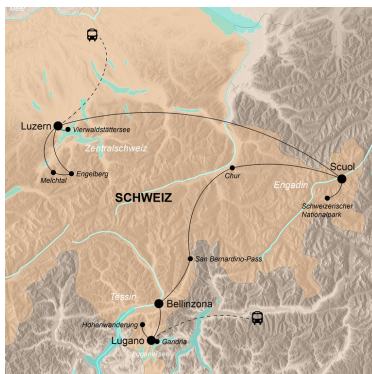 Luzern
Vierwaldstättersee
Zentralschweiz
Melchtal
Engelberg
Chur
Scuol
Engadin
Schweizerischer
Nationalpark
SCHWEIZ
San Bernardino-Pass
Tessin
Bellinzona
Höhenwanderung
Lugano
Gandria
Luganersee